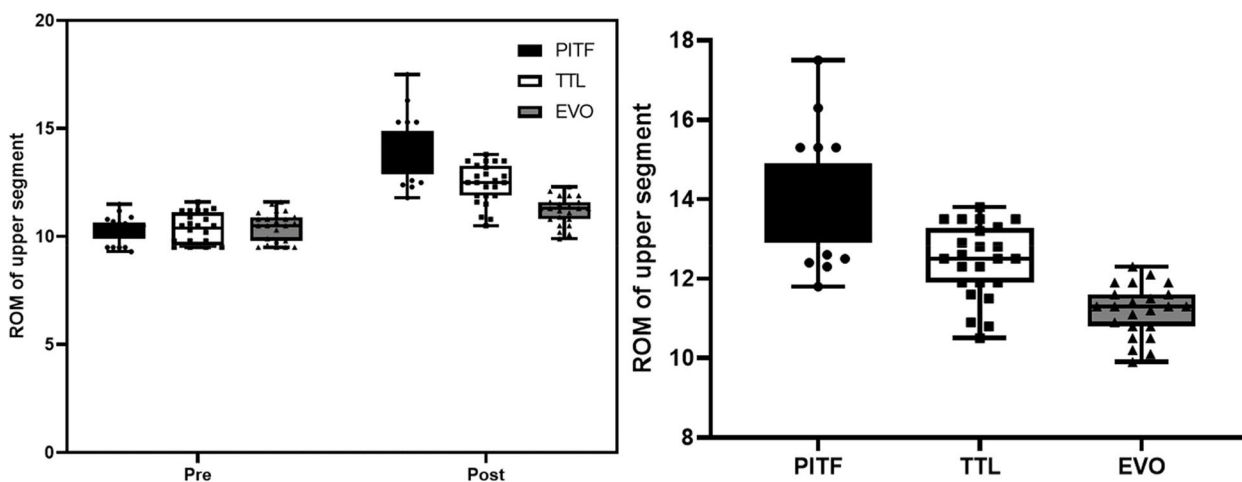 ROM of upper segment
20
15
10
5
0
PITF
TTL
EVO
Pre
Post
ROM of upper segment
18
16
14
12
10
8
PITF
TTL
EVO